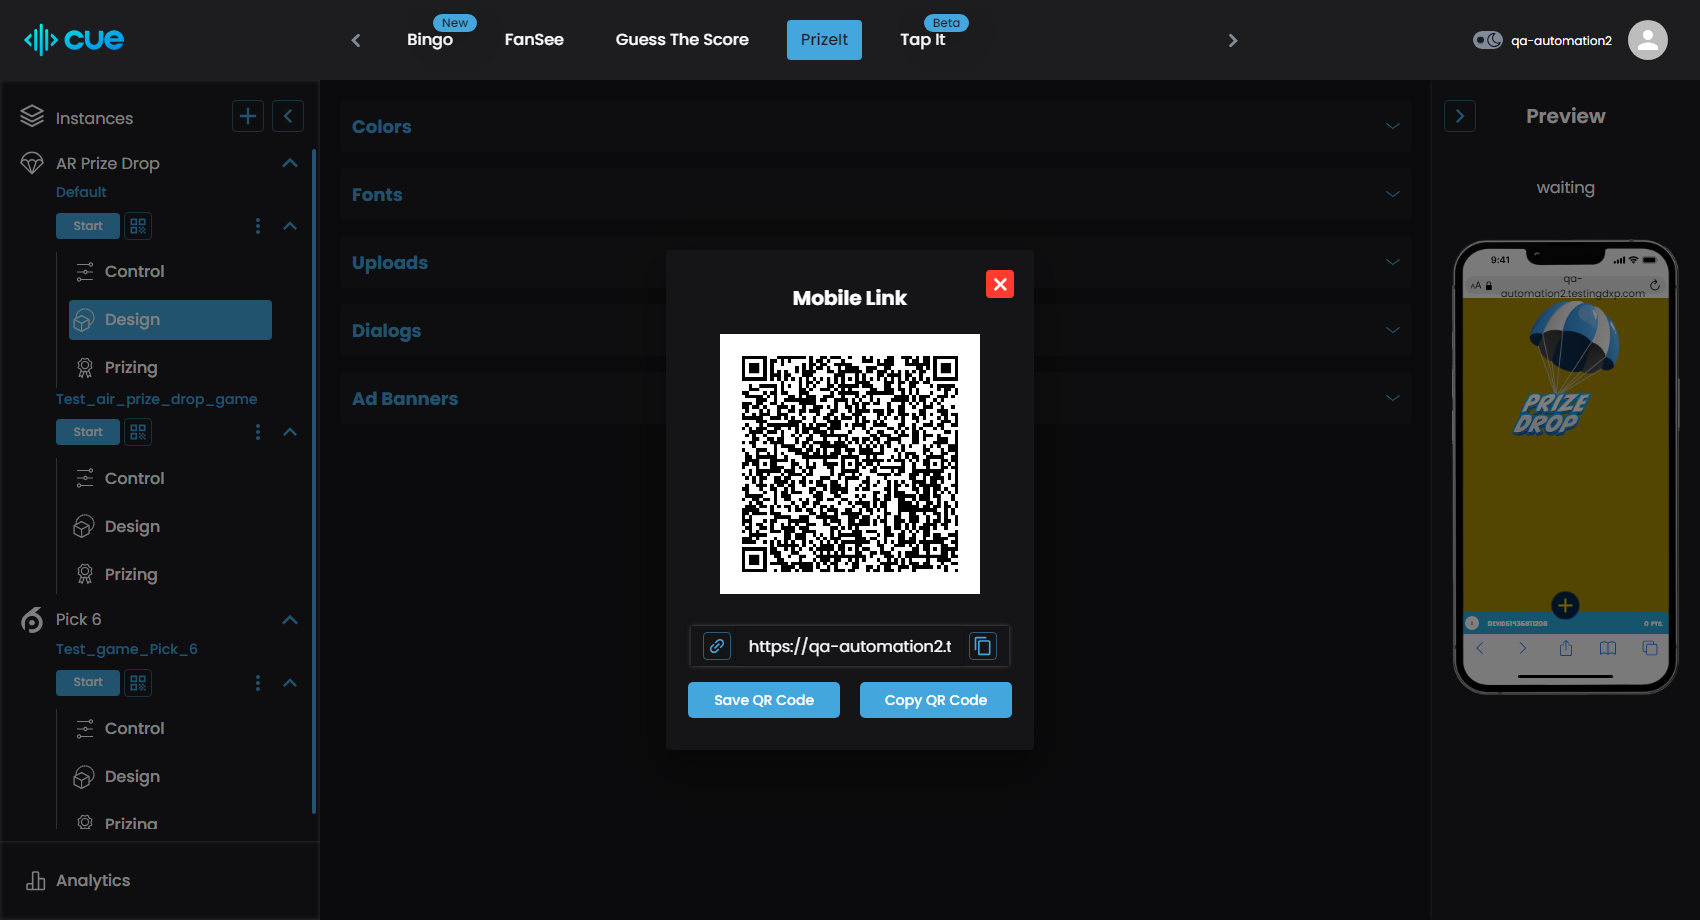 cue
New
Bingo
FanSee
Guess The Score
PrizeIt
Beta
Tap It
qa-automation2
Instances
AR Prize Drop
Default
Start
Control
Design
Prizing
Test_air_prize_drop_game
Start
Control
Design
Prizing
Pick 6
Test_game_Pick_6
Start
Control
Design
Prizing
Analytics
Colors
Fonts
Uploads
Dialogs
Ad Banners
Mobile Link
https://qa-automation2.t
Save QR Code
Copy QR Code
Preview
waiting
9:41
AA
qa-
automation2.testingdxp.com
PRIZE
DROP
0 PTS.